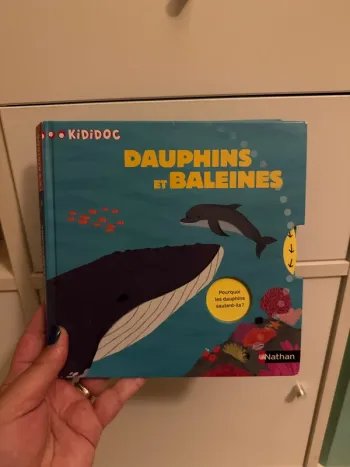 KiDiDOC
DAUPHINS
ET BALEINES
Pourquoi
les dauphins
sautent-ils ?
Nathan